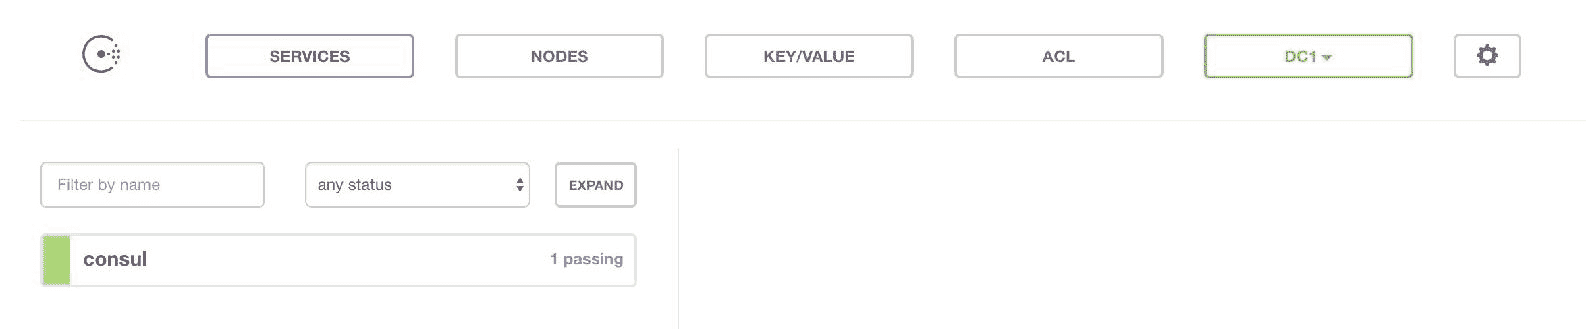 SERVICES NODES KEY/VALUE ACL DC1
Filter by name any status EXPAND
consul 1 passing